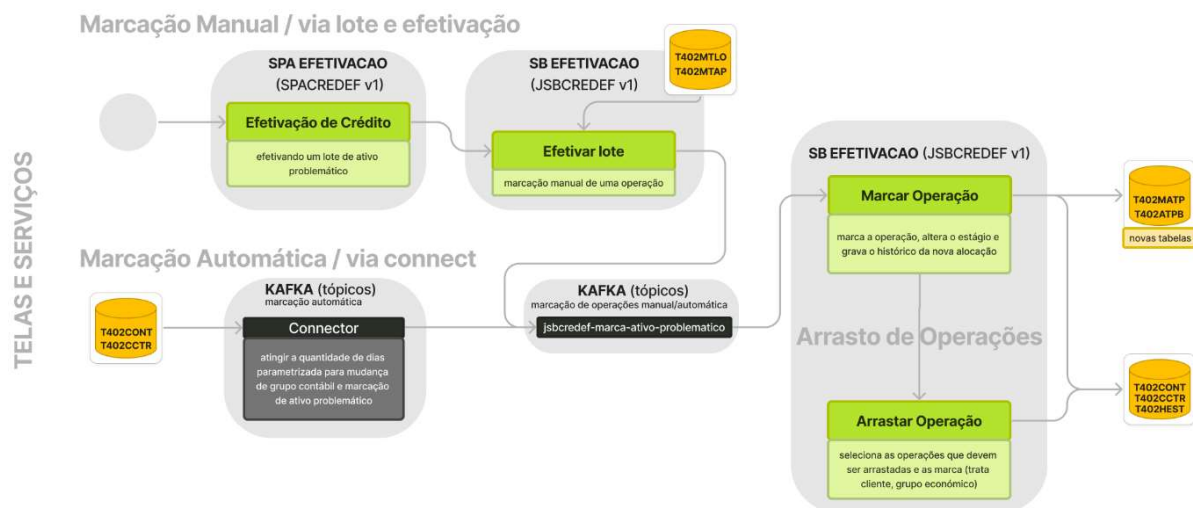 Marcação Manual / via lote e efetivação
SPA EFETIVACAO
(SPACREDEF v1)
Efetivação de Crédito
efetivando um lote de ativo
problemático
SB EFETIVACAO
(JSBCREDEF v1)
Efetivar lote
marcação manual de uma operação
T402MTLO
T402MTAP
TELAS E SERVIÇOS
Marcação Automática / via connect
T402CONT
T402CCTR
KAFKA (tópicos)
marcação automática
Connector
atingir a quantidade de dias
parametrizada para mudança
de grupo contábil e marcação
de ativo problemático
KAFKA (tópicos)
marcação de operações manual/automática
jsbcredef-marca-ativo-problematico
SB EFETIVACAO (JSBCREDEF v1)
Marcar Operação
marca a operação, altera o estágio e
grava o histórico da nova alocação
Arrasto de Operações
Arrastar Operação
seleciona as operações que devem
ser arrastadas e as marca (trata
cliente, grupo económico)
T402MATP
T402ATPB
novas tabelas
T402CONT
T402CCTR
T402HEST